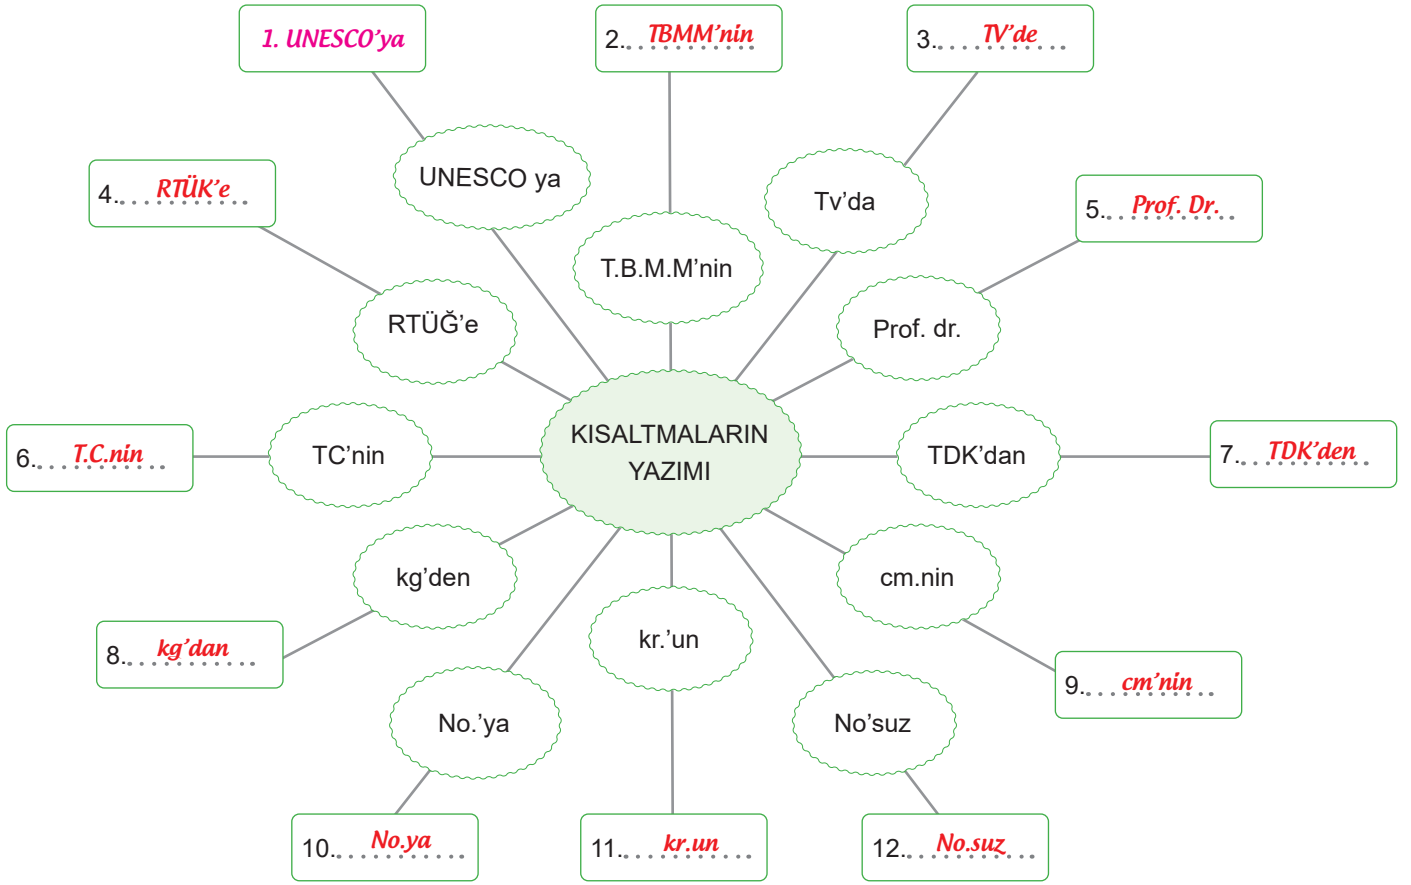 1. UNESCO’ya
2. TBMM’nin
3. TV’de
4. RTÜK’e
UNESCO ya
Tv’da
5. Prof. Dr.
T.B.M.M’nin
RTÜĞ’e
Prof. dr.
KISALTMALARIN
YAZIMI
6. T.C.nin
TC’nin
TDK’dan
7. TDK’den
kg’den
cm.nin
8. kg’dan
kr.’un
9. cm’nin
No.’ya
No’suz
10. No.ya
11. kr.un
12. No.suz